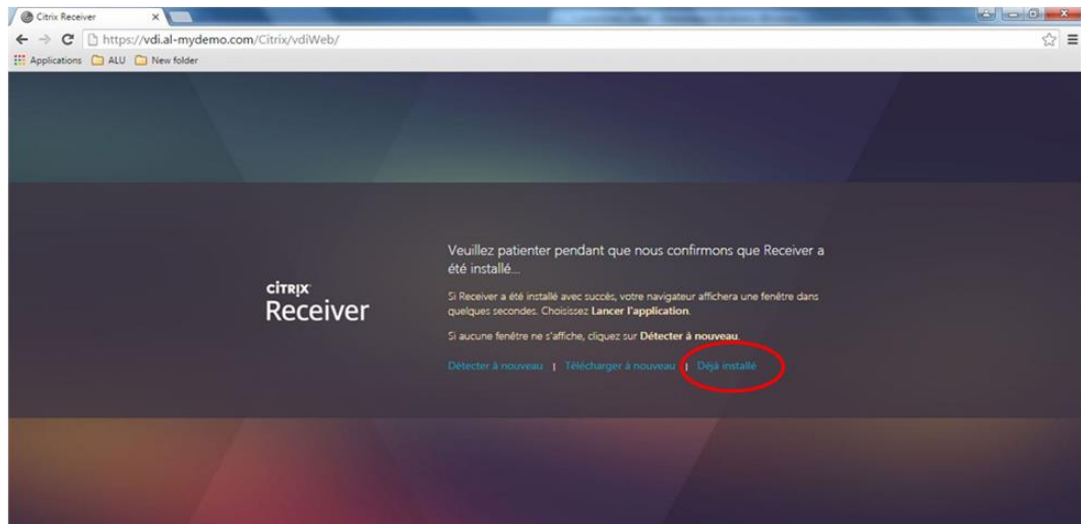 Citrix Receiver
https://vdi.al-mydemo.com/Citrix/vdiWeb/
Applications ALU New folder
Veuillez patienter pendant que nous confirmons que Receiver a
été installé...
CITRIX
Receiver
Si Receiver a été installé avec succès, votre navigateur affichera une fenêtre dans
quelques secondes. Choisissez Lancer l'application.
Si aucune fenêtre ne s'affiche, cliquez sur Détecter à nouveau.
Détecter à nouveau | Télécharger à nouveau | Déjà installé